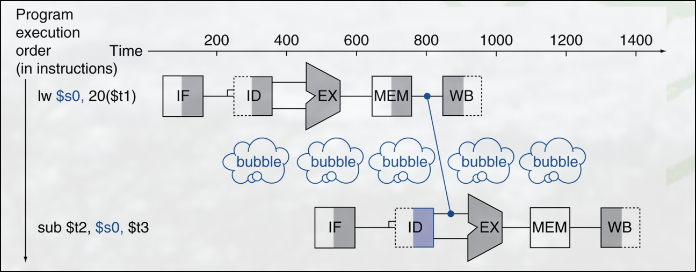 Program
execution
order
(in instructions)
Time
200 400 600 800 1000 1200 1400
lw $s0, 20($t1)
IF ID EX MEM WB
bubble bubble bubble bubble bubble
sub $t2, $s0, $t3
IF ID EX MEM WB